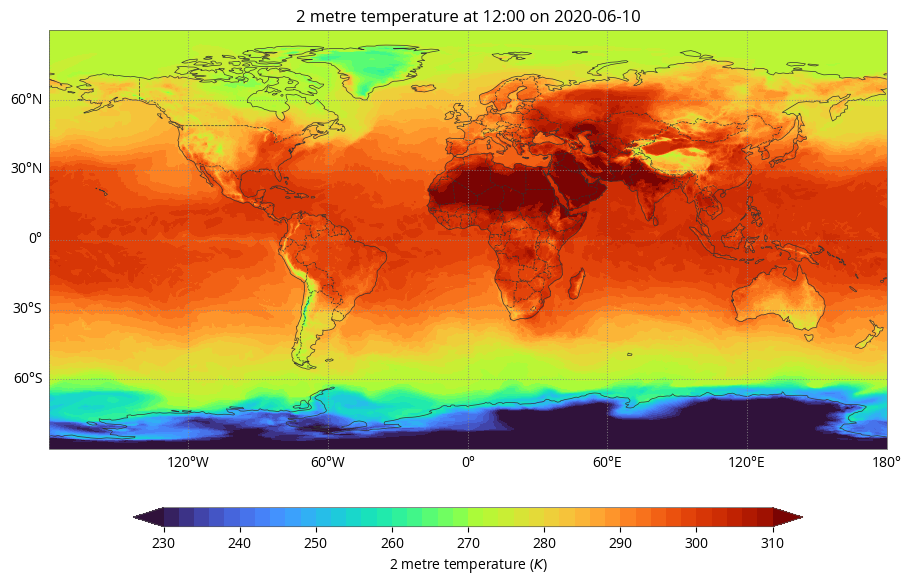 2 metre temperature at 12:00 on 2020-06-10
60°N
30°N
0°
30°S
60°S
120°W 60°W 0° 60°E 120°E 180°
230 240 250 260 270 280 290 300 310
2 metre temperature (K)